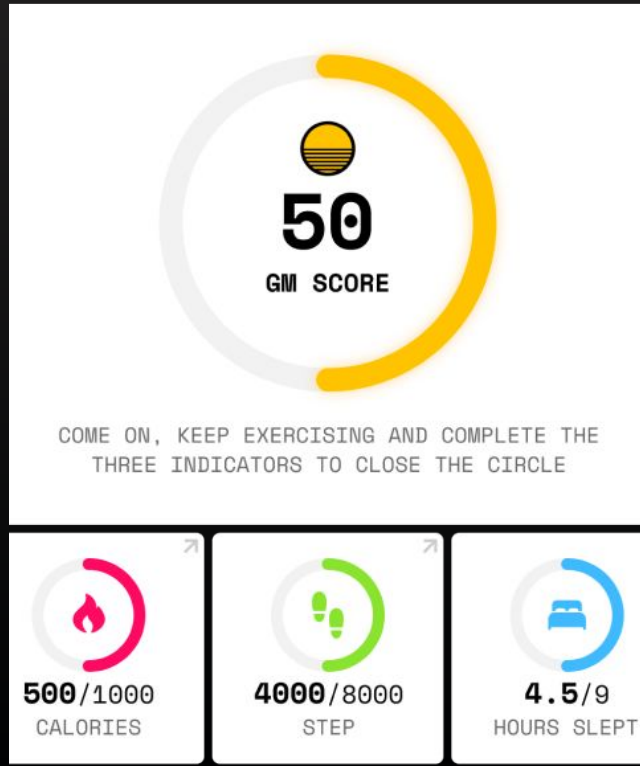 50
GM SCORE
COME ON, KEEP EXERCISING AND COMPLETE THE
THREE INDICATORS TO CLOSE THE CIRCLE
500/1000
CALORIES
4000/8000
STEP
4.5/9
HOURS SLEPT